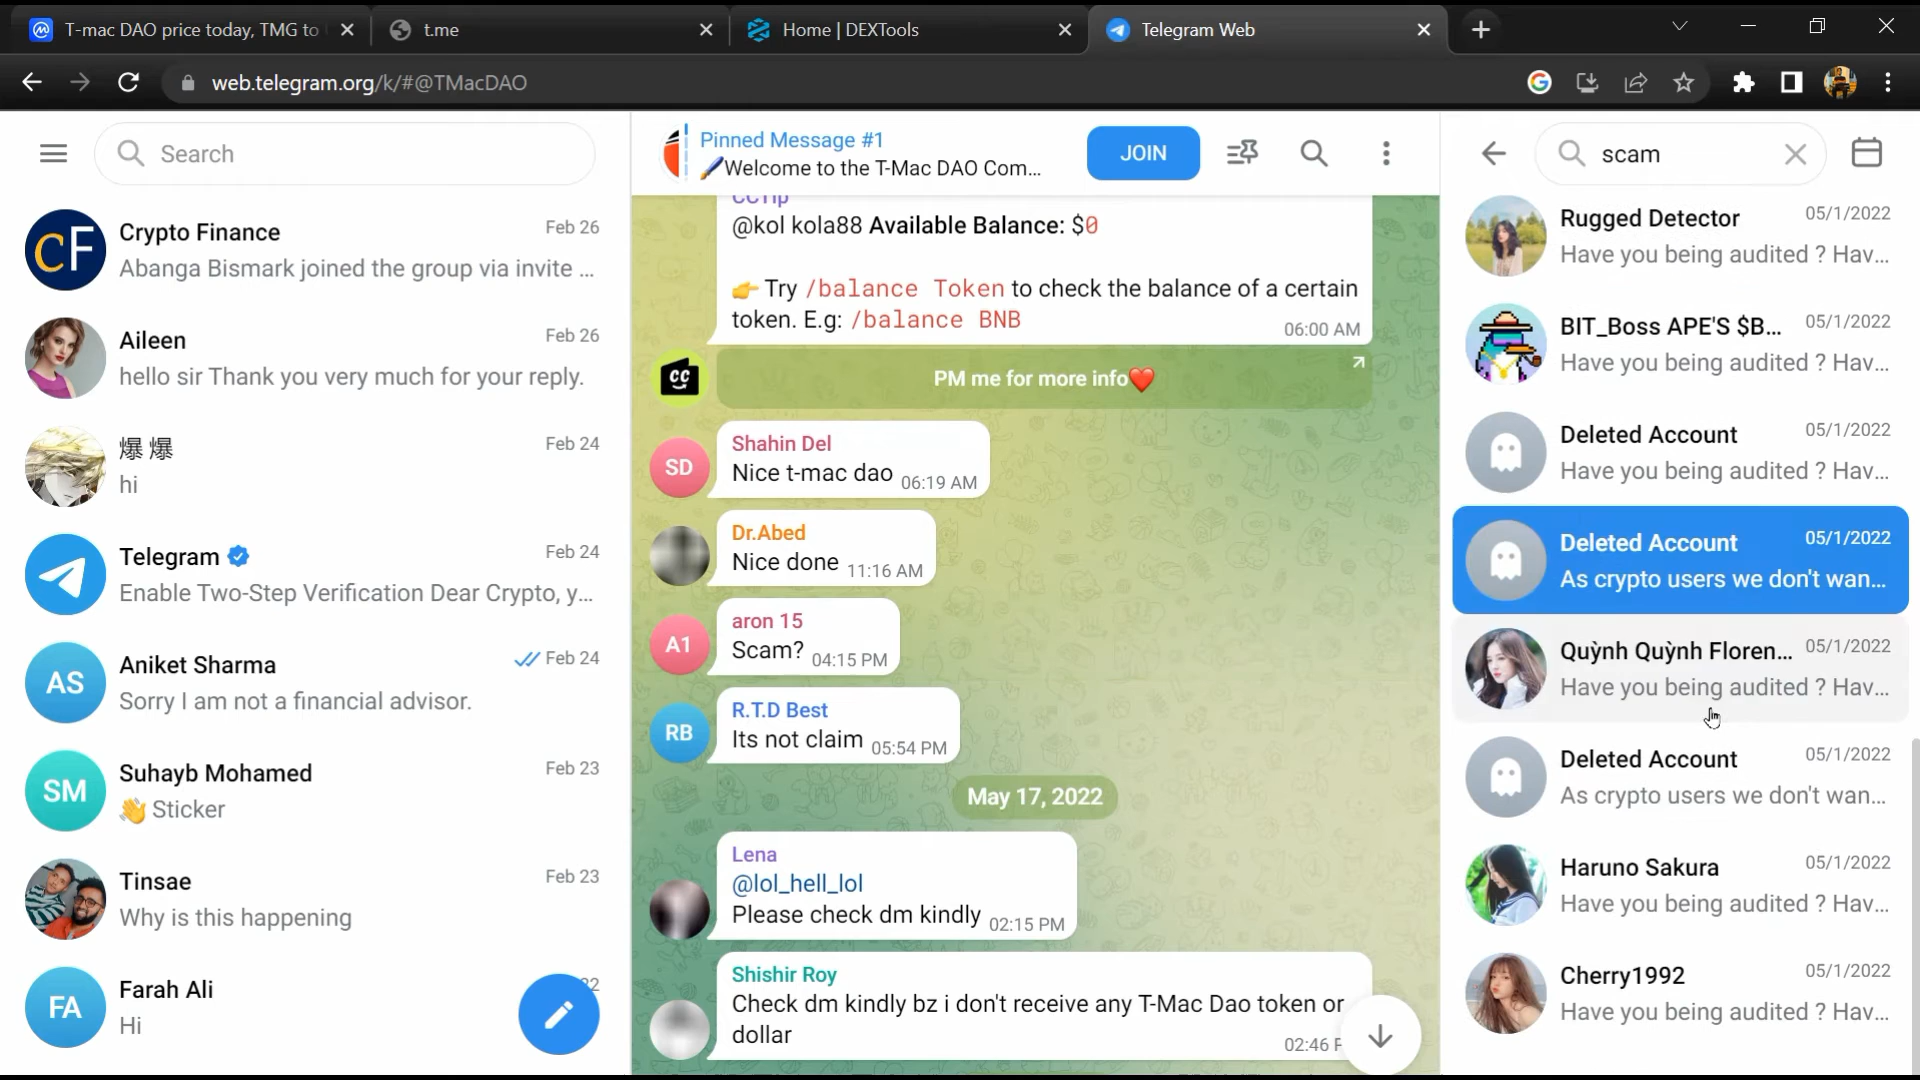 T-mac DAO price today, TMG to
t.me
Home | DEXTools
Telegram Web
web.telegram.org/k/#@TMacDAO
Search
Crypto Finance
Feb 26
Abanga Bismark joined the group via invite ...
Aileen
Feb 26
hello sir Thank you very much for your reply.
爆 爆
Feb 24
hi
Telegram
Feb 24
Enable Two-Step Verification Dear Crypto, y...
AS
Aniket Sharma
Feb 24
Sorry I am not a financial advisor.
SM
Suhayb Mohamed
Feb 23
👋 Sticker
Tinsae
Feb 23
Why is this happening
FA
Farah Ali
22
Hi
Pinned Message #1
🖌️Welcome to the T-Mac DAO Com...
JOIN
CCTip
@kol kola88 Available Balance: $0
👉 Try /balance Token to check the balance of a certain
token. E.g: /balance BNB
06:00 AM
PM me for more info❤️
SD
Shahin Del
Nice t-mac dao 06:19 AM
Dr.Abed
Nice done 11:16 AM
A1
aron 15
Scam? 04:15 PM
RB
R.T.D Best
Its not claim 05:54 PM
May 17, 2022
Lena
@lol_hell_lol
Please check dm kindly 02:15 PM
Shishir Roy
Check dm kindly bz i don't receive any T-Mac Dao token or
dollar
02:46
scam
Rugged Detector
05/1/2022
Have you being audited ? Hav...
BIT_Boss APE'S $B...
05/1/2022
Have you being audited ? Hav...
Deleted Account
05/1/2022
Have you being audited ? Hav...
Deleted Account
05/1/2022
As crypto users we don't wan...
Quỳnh Quỳnh Floren...
05/1/2022
Have you being audited ? Hav...
Deleted Account
05/1/2022
As crypto users we don't wan...
Haruno Sakura
05/1/2022
Have you being audited ? Hav...
Cherry1992
05/1/2022
Have you being audited ? Hav...